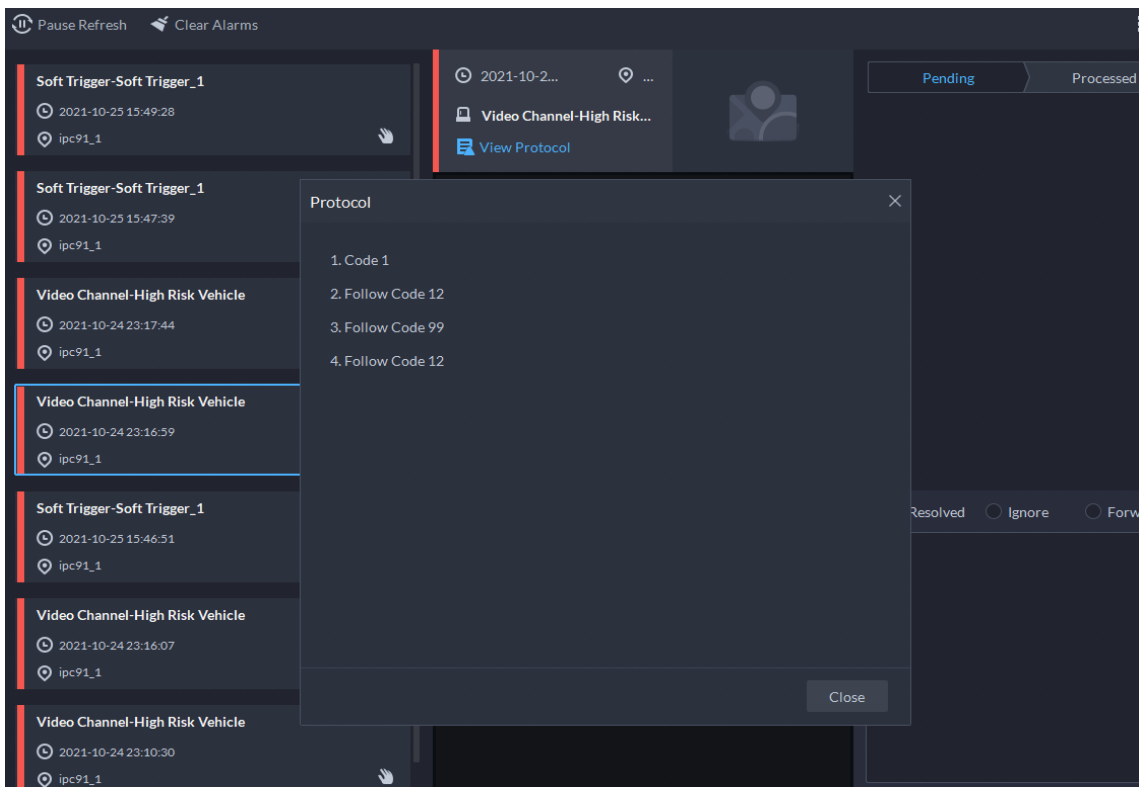 Pause Refresh
Clear Alarms
Soft Trigger-Soft Trigger_1
2021-10-25 15:49:28
ipc91_1
Soft Trigger-Soft Trigger_1
2021-10-25 15:47:39
ipc91_1
Video Channel-High Risk Vehicle
2021-10-24 23:17:44
ipc91_1
Video Channel-High Risk Vehicle
2021-10-24 23:16:59
ipc91_1
Soft Trigger-Soft Trigger_1
2021-10-25 15:46:51
ipc91_1
Video Channel-High Risk Vehicle
2021-10-24 23:16:07
ipc91_1
Video Channel-High Risk Vehicle
2021-10-24 23:10:30
ipc91_1
2021-10-2...
...
Video Channel-High Risk...
View Protocol
Pending
Processed
Protocol
1. Code 1
2. Follow Code 12
3. Follow Code 99
4. Follow Code 12
Close
Resolved
Ignore
Forw